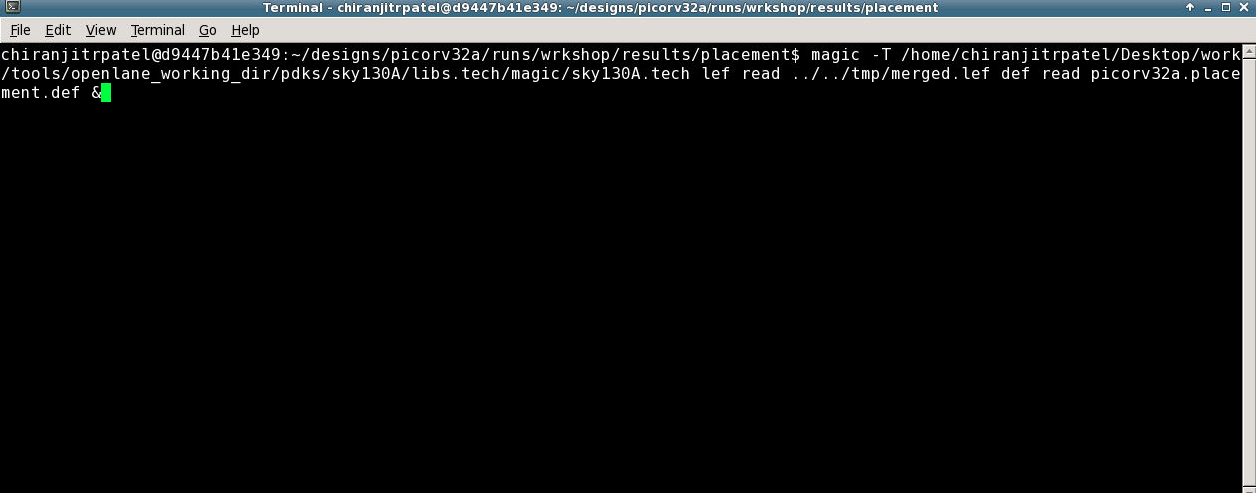 Terminal - chiranjitrpatel@d9447b41e349: ~/designs/picorv32a/runs/wrkshop/results/placement
File Edit View Terminal Go Help
chiranjitrpatel@d9447b41e349:~/designs/picorv32a/runs/wrkshop/results/placement$ magic -T /home/chiranjitrpatel/Desktop/work
/tools/openlane_working_dir/pdks/sky130A/libs.tech/magic/sky130A.tech lef read ../../tmp/merged.lef def read picorv32a.place
ment.def &